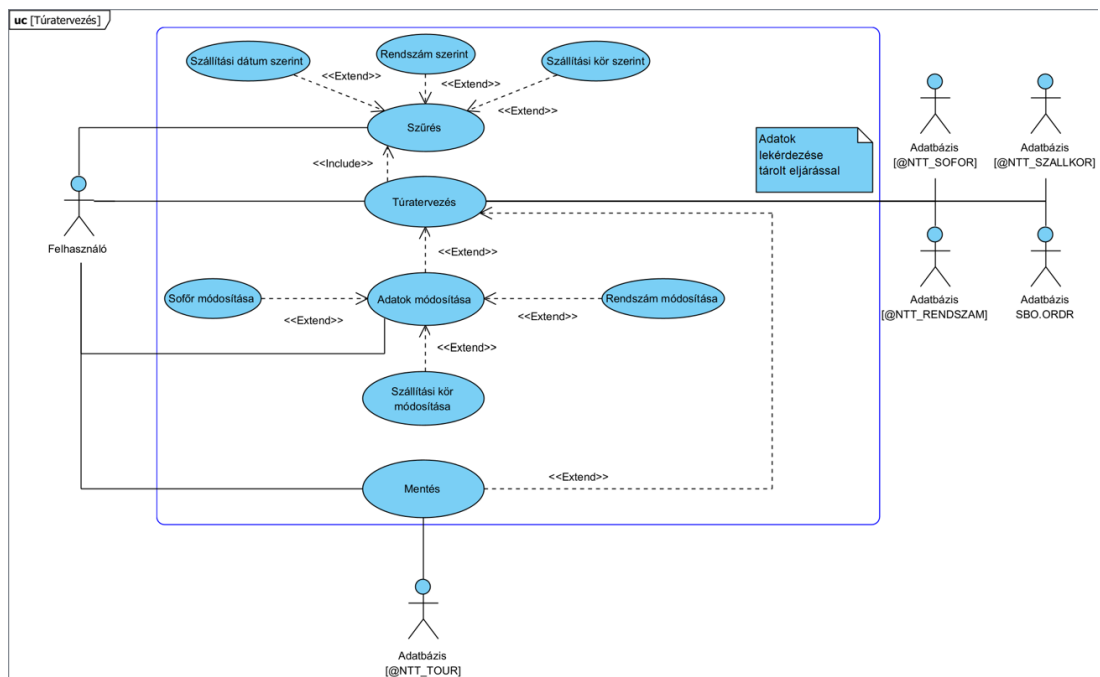 uc [Túratervezés]
Szállítási dátum szerint
Rendszám szerint
Szállítási kör szerint
<<Extend>>
<<Extend>>
<<Extend>>
Szűrés
<<Include>>
Adatok
lekérdezése
tárolt eljárással
Adatbázis
[@NTT_SOFOR]
Adatbázis
[@NTT_SZALLKOR]
Túratervezés
Felhasználó
<<Extend>>
Sofőr módosítása
Adatok módosítása
Rendszám módosítása
Adatbázis
[@NTT_RENDSZAM]
Adatbázis
SBO.ORDR
<<Extend>>
<<Extend>>
<<Extend>>
Szállítási kör
módosítása
Mentés
<<Extend>>
Adatbázis
[@NTT_TOUR]